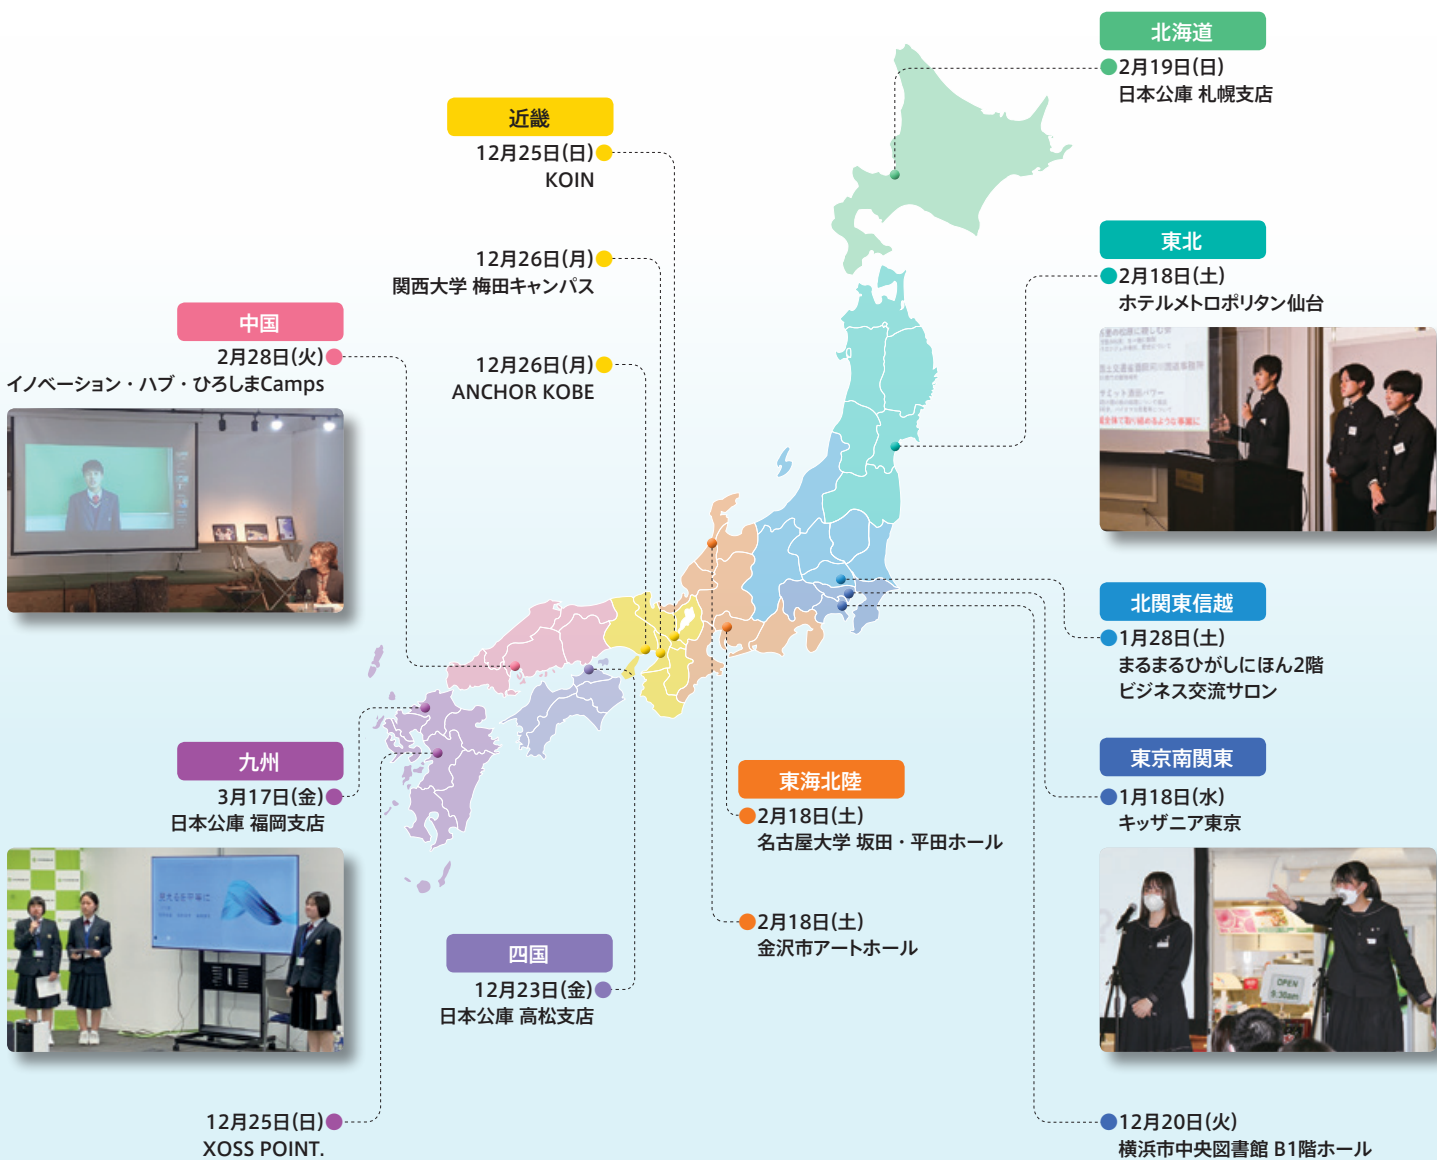 北海道
2月19日(日)
日本公庫 札幌支店
近畿
12月25日(日)
KOIN
12月26日(月)
関西大学 梅田キャンパス
12月26日(月)
ANCHOR KOBE
東北
2月18日(土)
ホテルメトロポリタン仙台
中国
2月28日(火)
イノベーション・ハブ・ひろしまCamps
北関東信越
1月28日(土)
まるまるひがしにほん2階
ビジネス交流サロン
東京南関東
1月18日(水)
キッザニア東京
OPEN
9:30am
12月20日(火)
横浜市中央図書館 B1階ホール
東海北陸
2月18日(土)
名古屋大学 坂田・平田ホール
2月18日(土)
金沢市アートホール
四国
12月23日(金)
日本公庫 高松支店
九州
3月17日(金)
日本公庫 福岡支店
見えるを平等に
12月25日(日)
XOSS POINT.